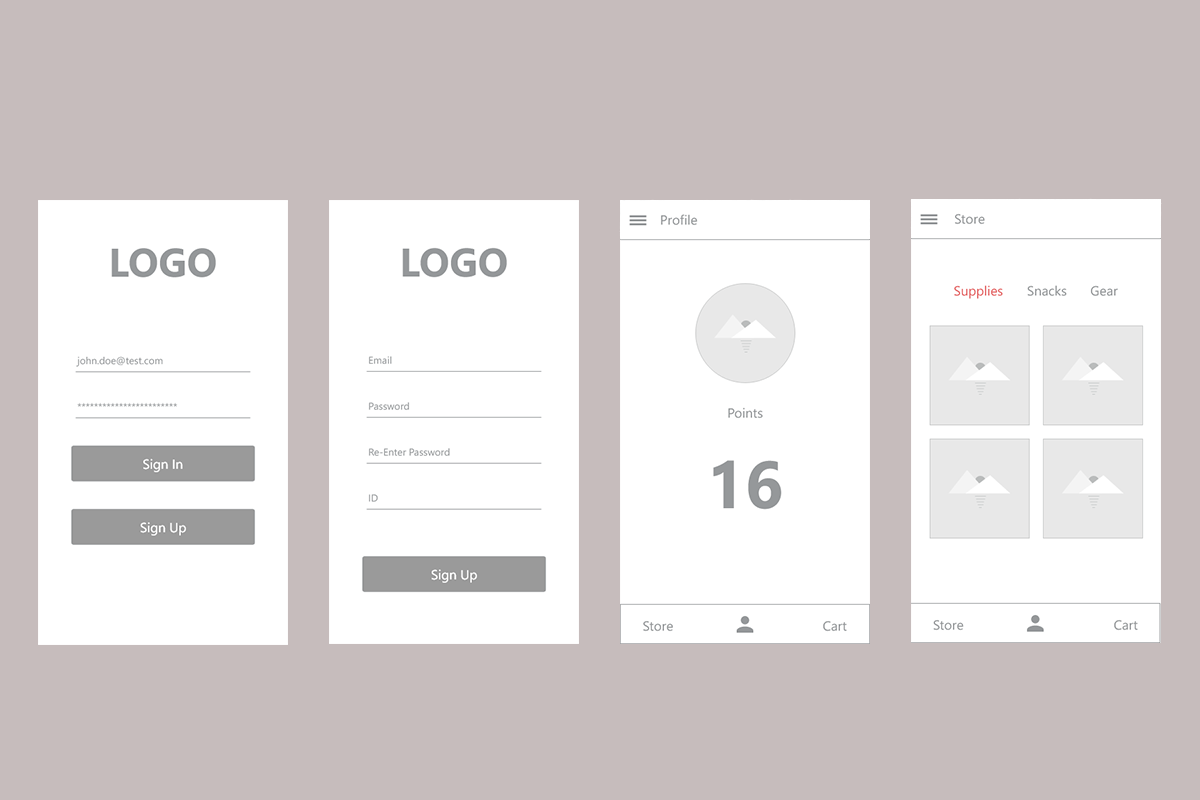 LOGO
john.doe@test.com
************************
Sign In
Sign Up
LOGO
Email
Password
Re-Enter Password
ID
Sign Up
Profile
Points
16
Store Cart
Store
Supplies Snacks Gear
Store Cart